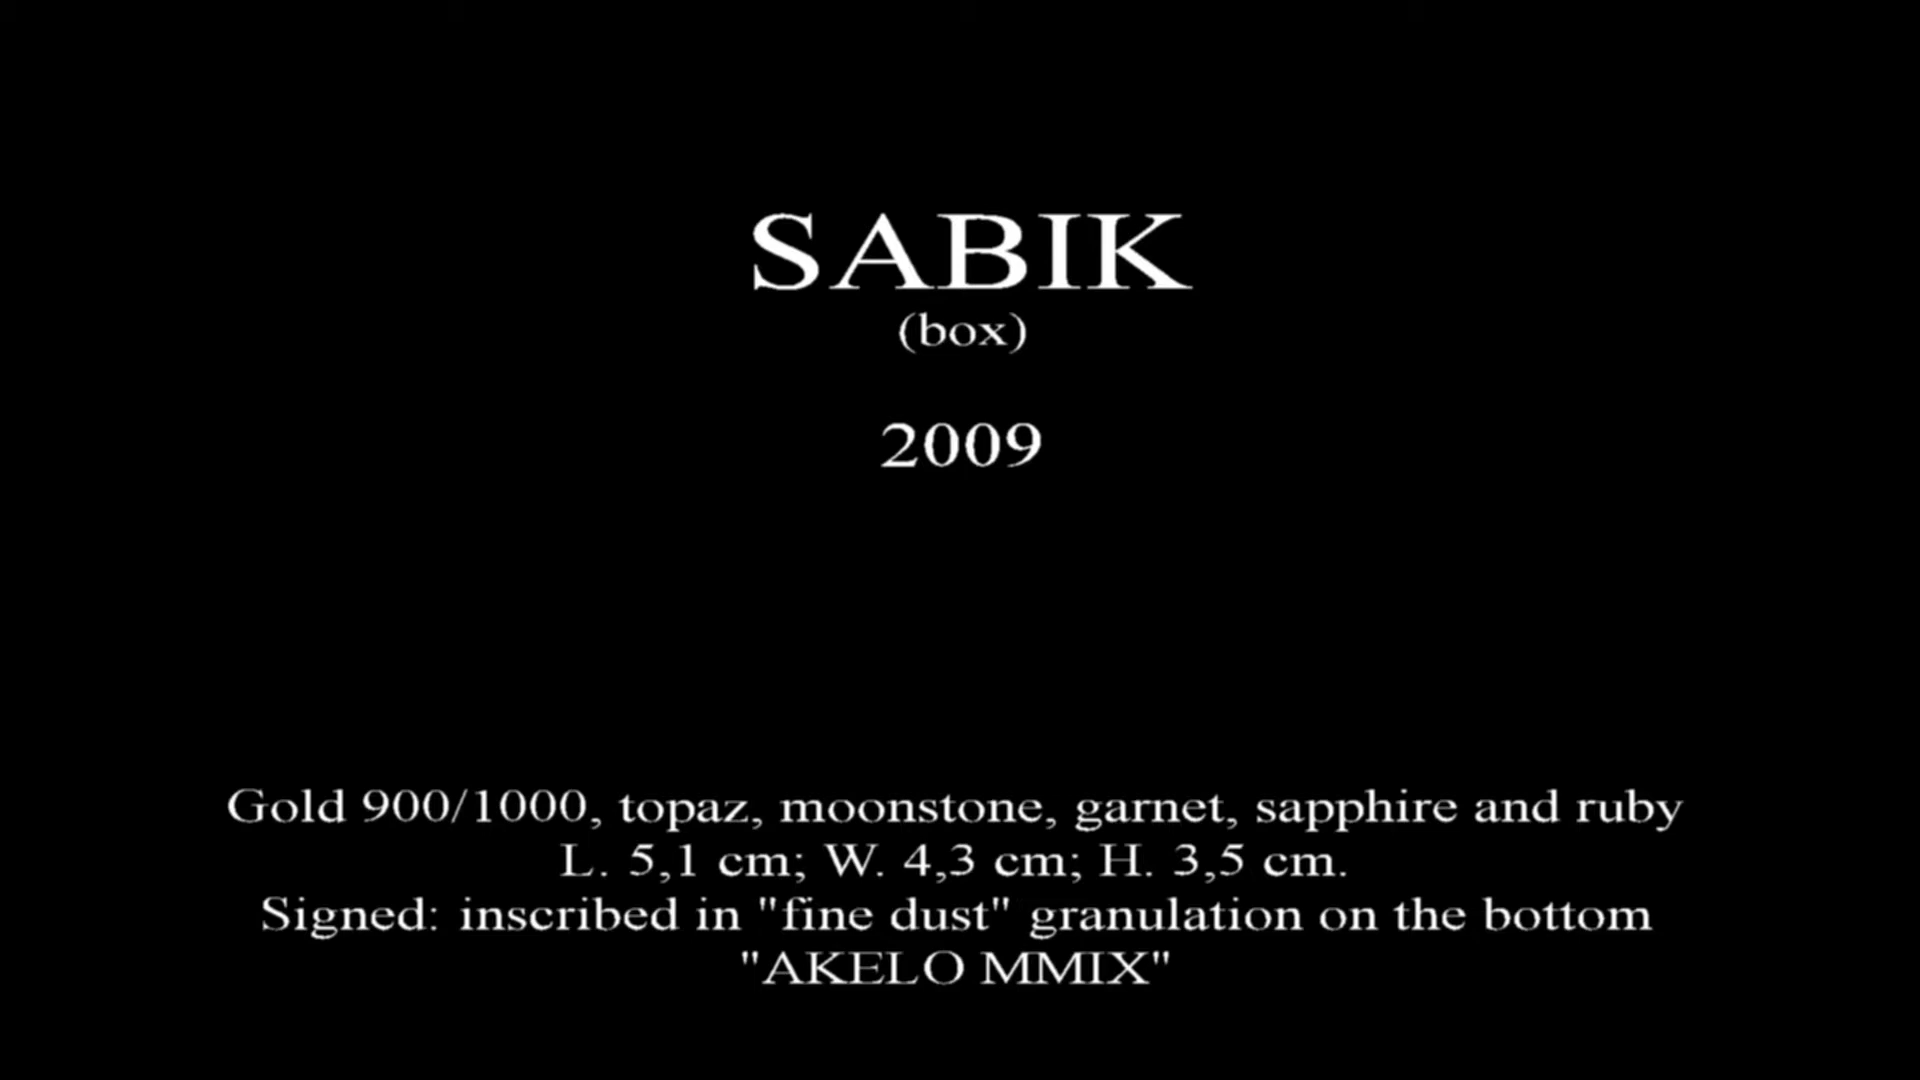 SABIK
(box)
2009
Gold 900/1000, topaz, moonstone, garnet, sapphire and ruby
L. 5,1 cm; W. 4,3 cm; H. 3,5 cm.
Signed: inscribed in "fine dust" granulation on the bottom
"AKELO MMIX"